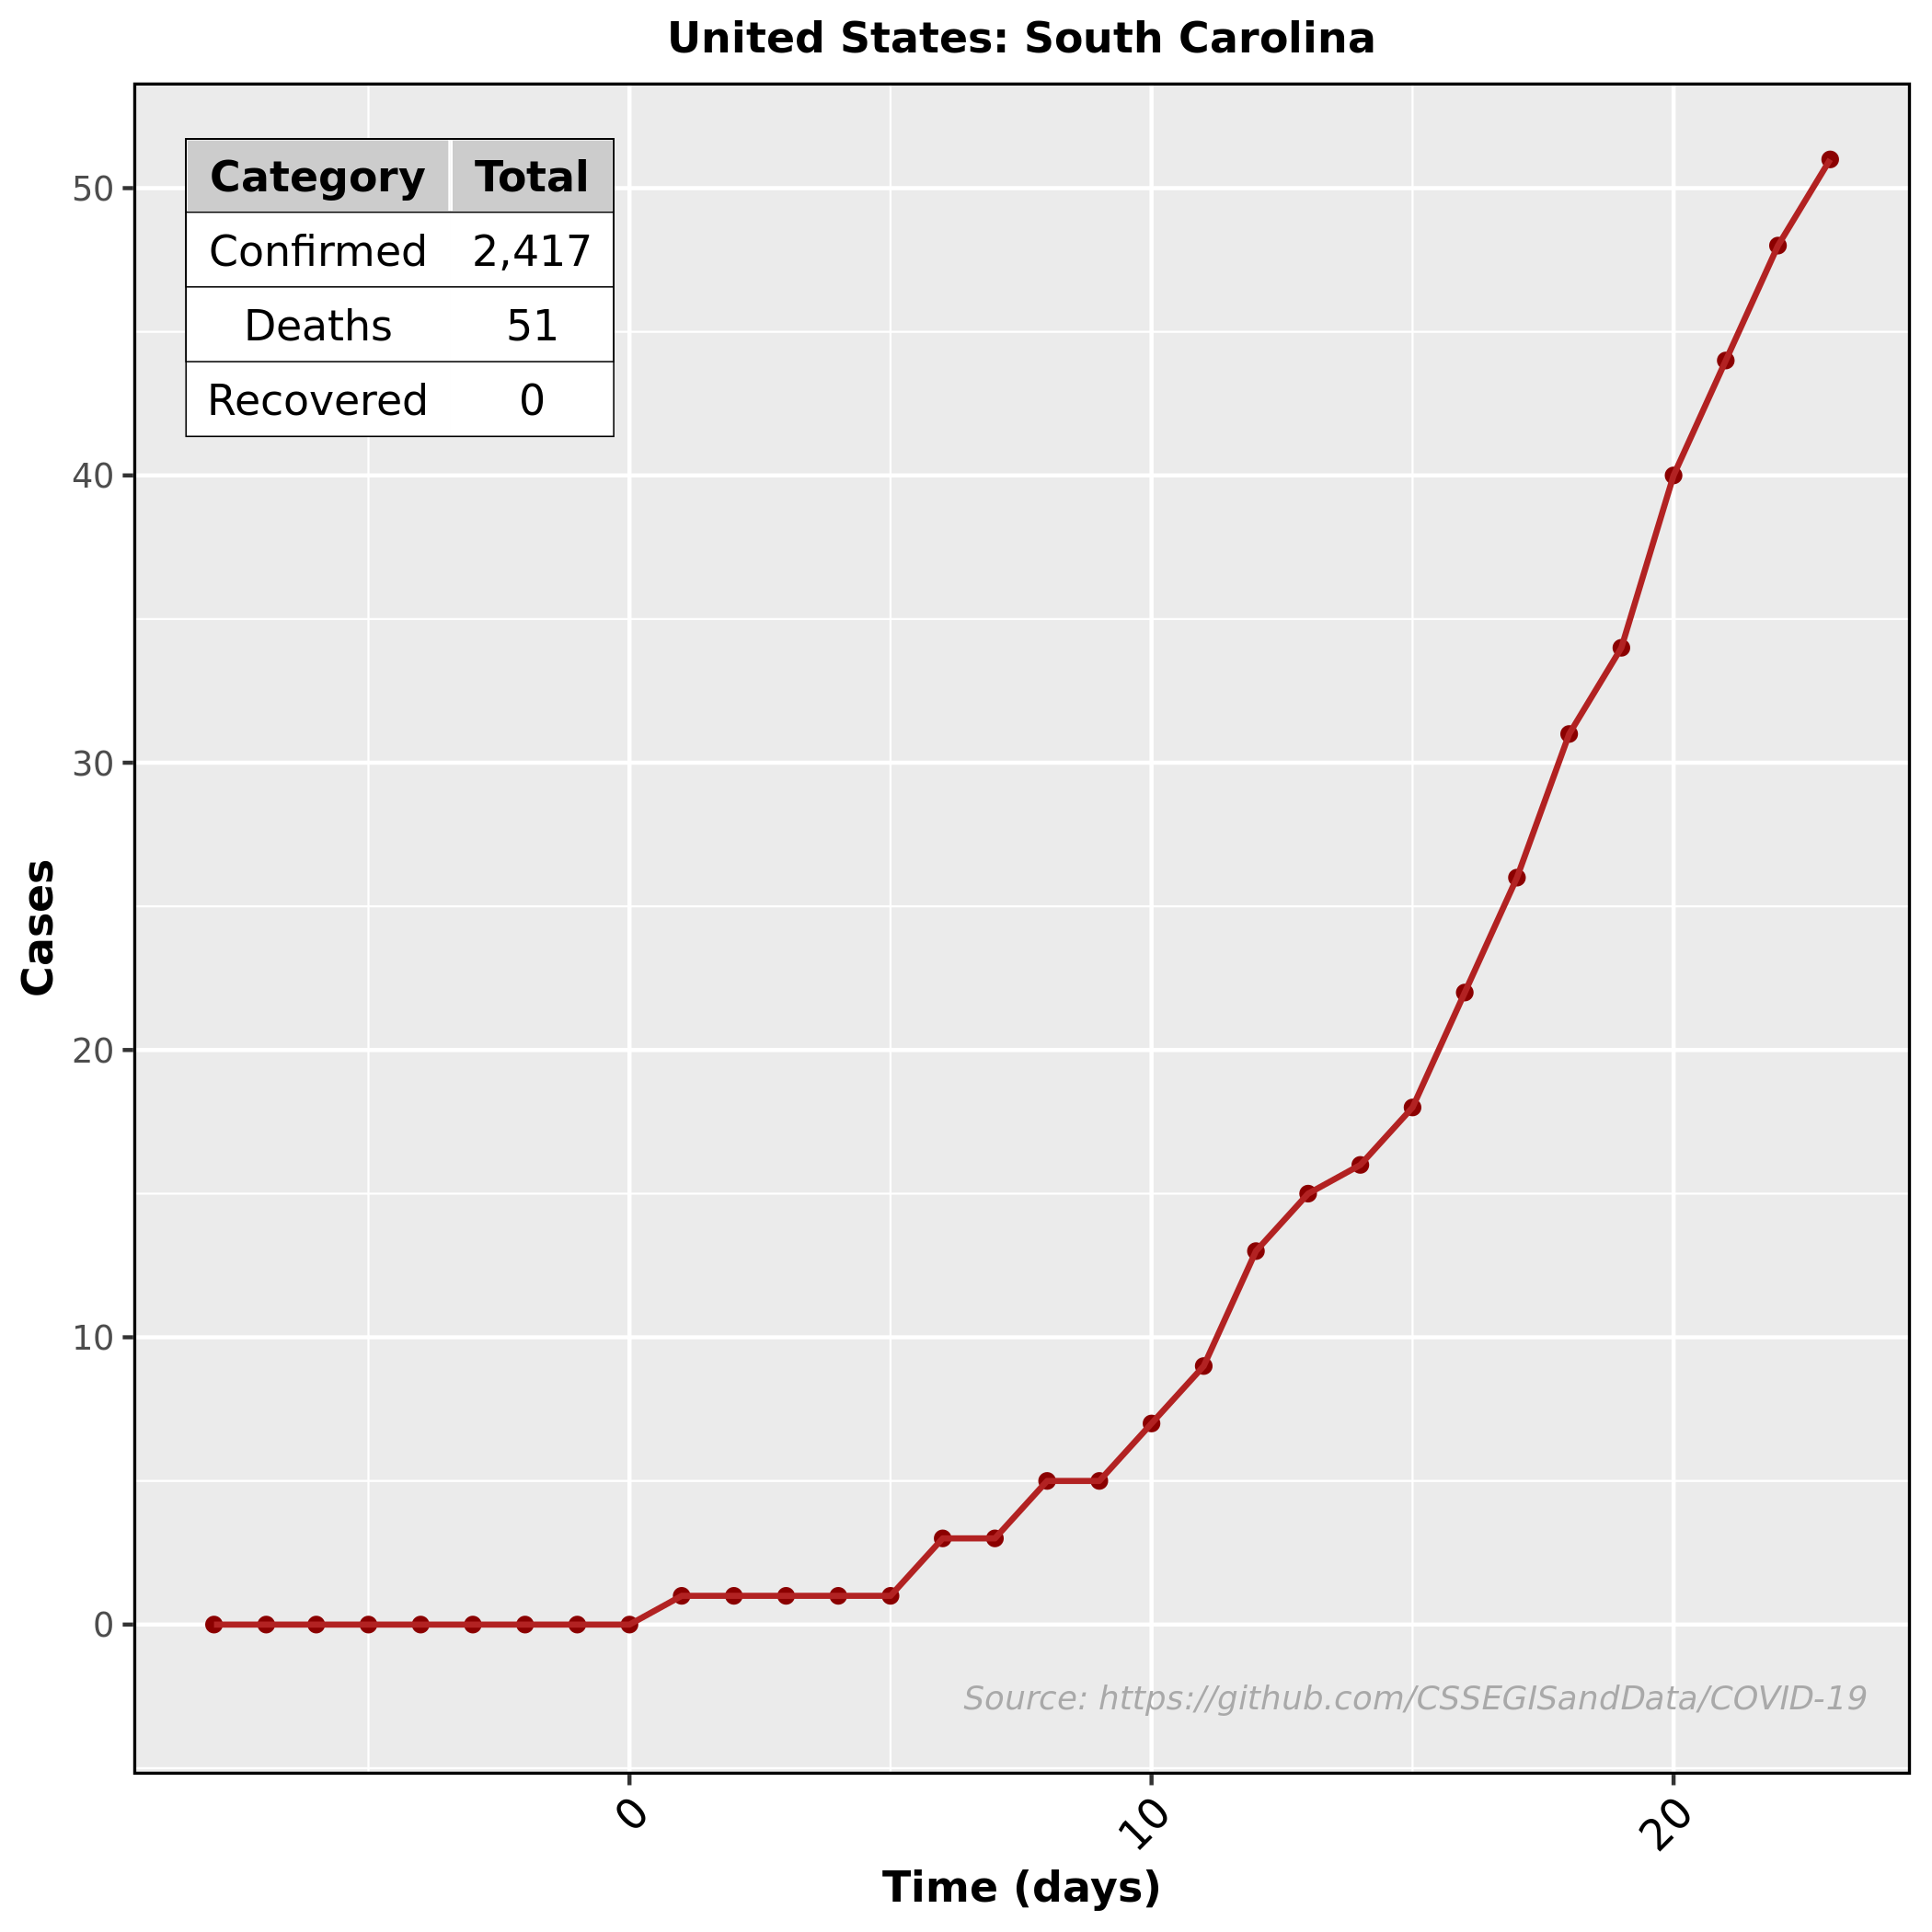 United States: South Carolina
Category Total
Confirmed 2,417
Deaths 51
Recovered 0
50
40
30
20
10
0
Cases
Source: https://github.com/CSSEGISandData/COVID-19
0 10 20
Time (days)